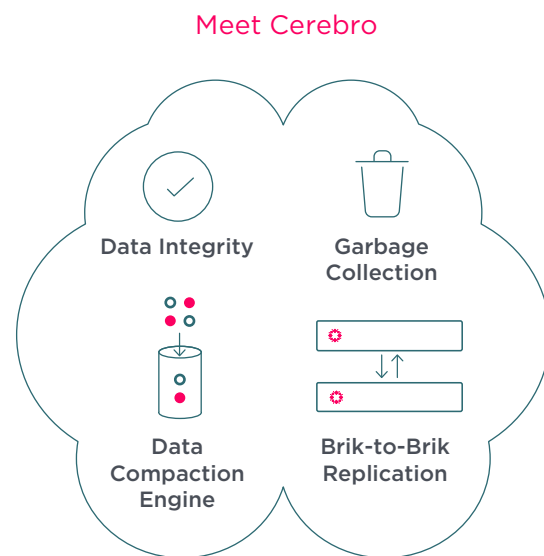 Meet Cerebro
Data Integrity
Garbage
Collection
Data
Compaction
Engine
Brik-to-Brik
Replication